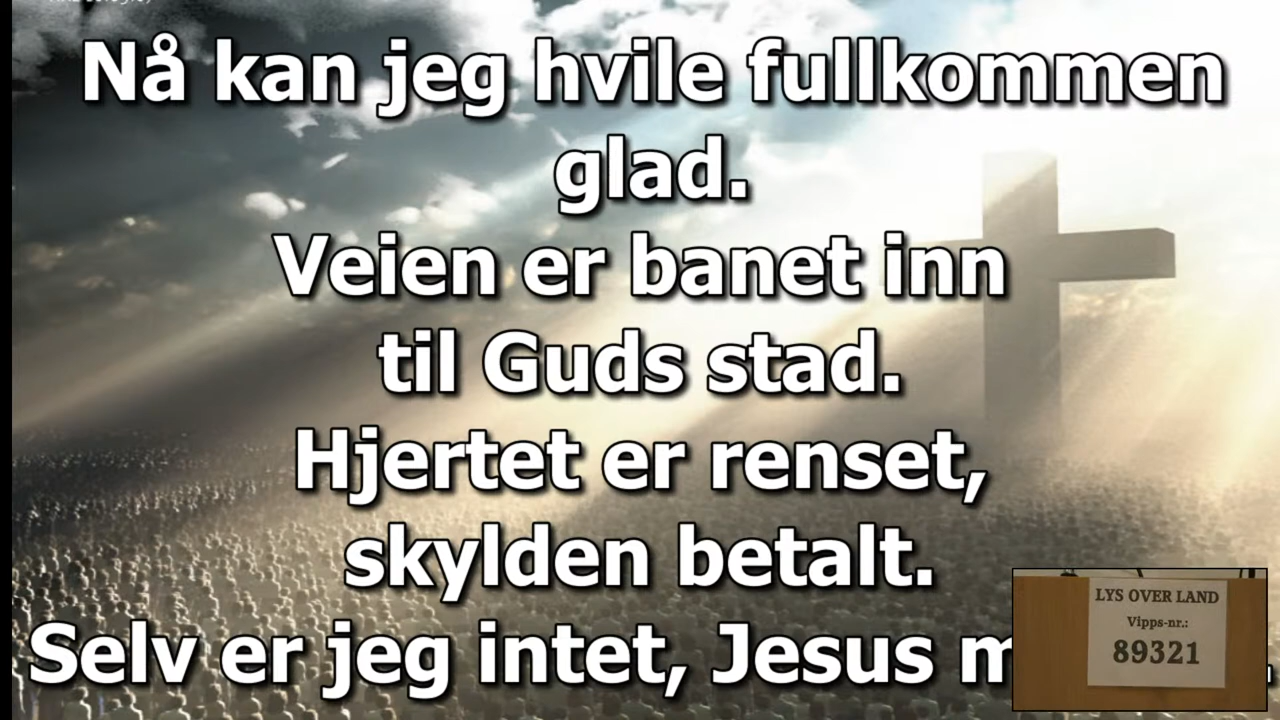 Nå kan jeg hvile fullkommen
glad.
Veien er banet inn
til Guds stad.
Hjertet er renset,
skylden betalt.
Selv er jeg intet, Jesus
LYS OVER LAND
Vipps-nr.:
89321